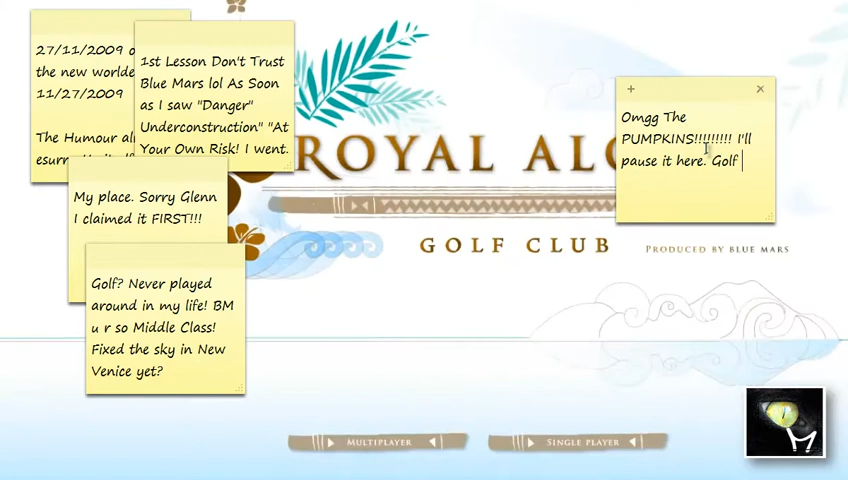 27/11/2009
the new worlde
11/27/2009
The Humour
1st Lesson Don't Trust
Blue Mars lol As Soon
as I saw "Danger"
Underconstruction" "At
Your Own Risk! I went.
My place. Sorry Glenn
I claimed it FIRST!!!
Golf? Never played
around in my life! BM
u r so Middle Class!
Fixed the sky in New
Venice yet?
Omgg The
PUMPKINS!!!!!!!!! I'll
pause it here. Golf
ROYAL
GOLF CLUB
PRODUCED BY BLUE MARS
MULTIPLAYER
SINGLE PLAYER
M